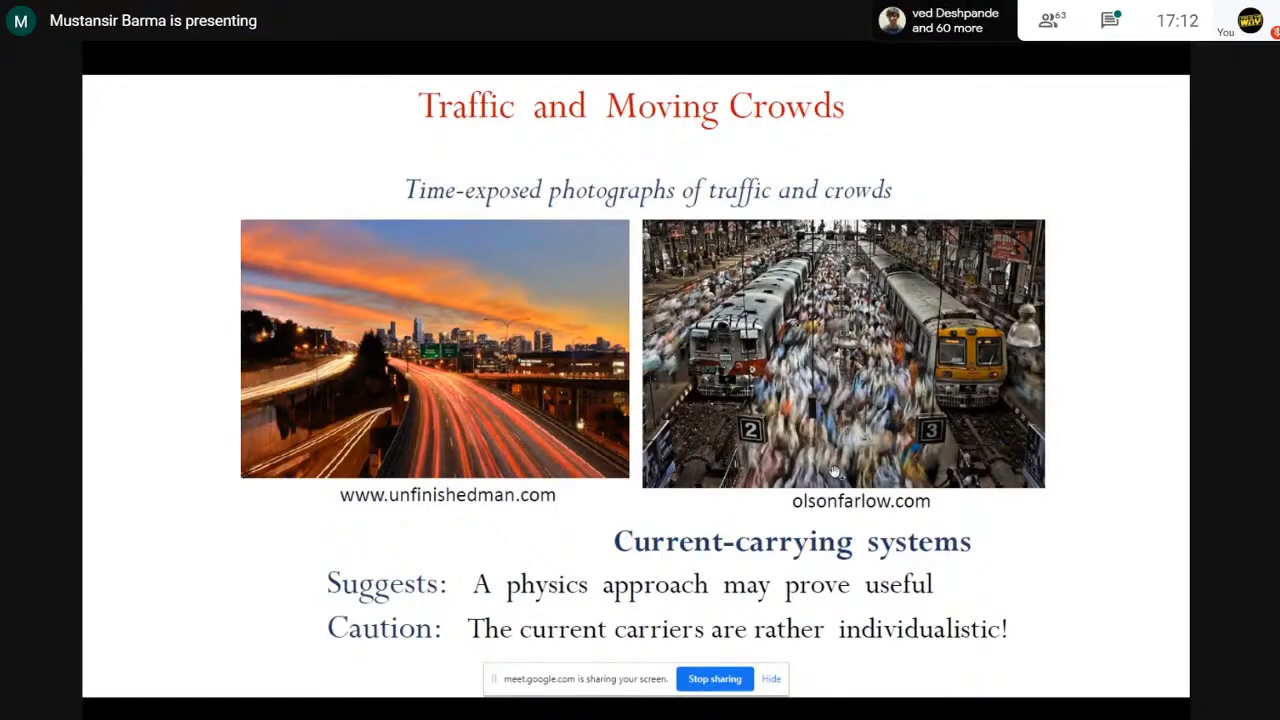 M Mustansir Barma is presenting
ved Deshpande
and 60 more
63
17:12
You
Traffic and Moving Crowds
Time-exposed photographs of traffic and crowds
2
3
www.unfinishedman.com
olsonfarlow.com
Current-carrying systems
Suggests: A physics approach may prove useful
Caution: The current carriers are rather individualistic!
meet.google.com is sharing your screen. Stop sharing Hide